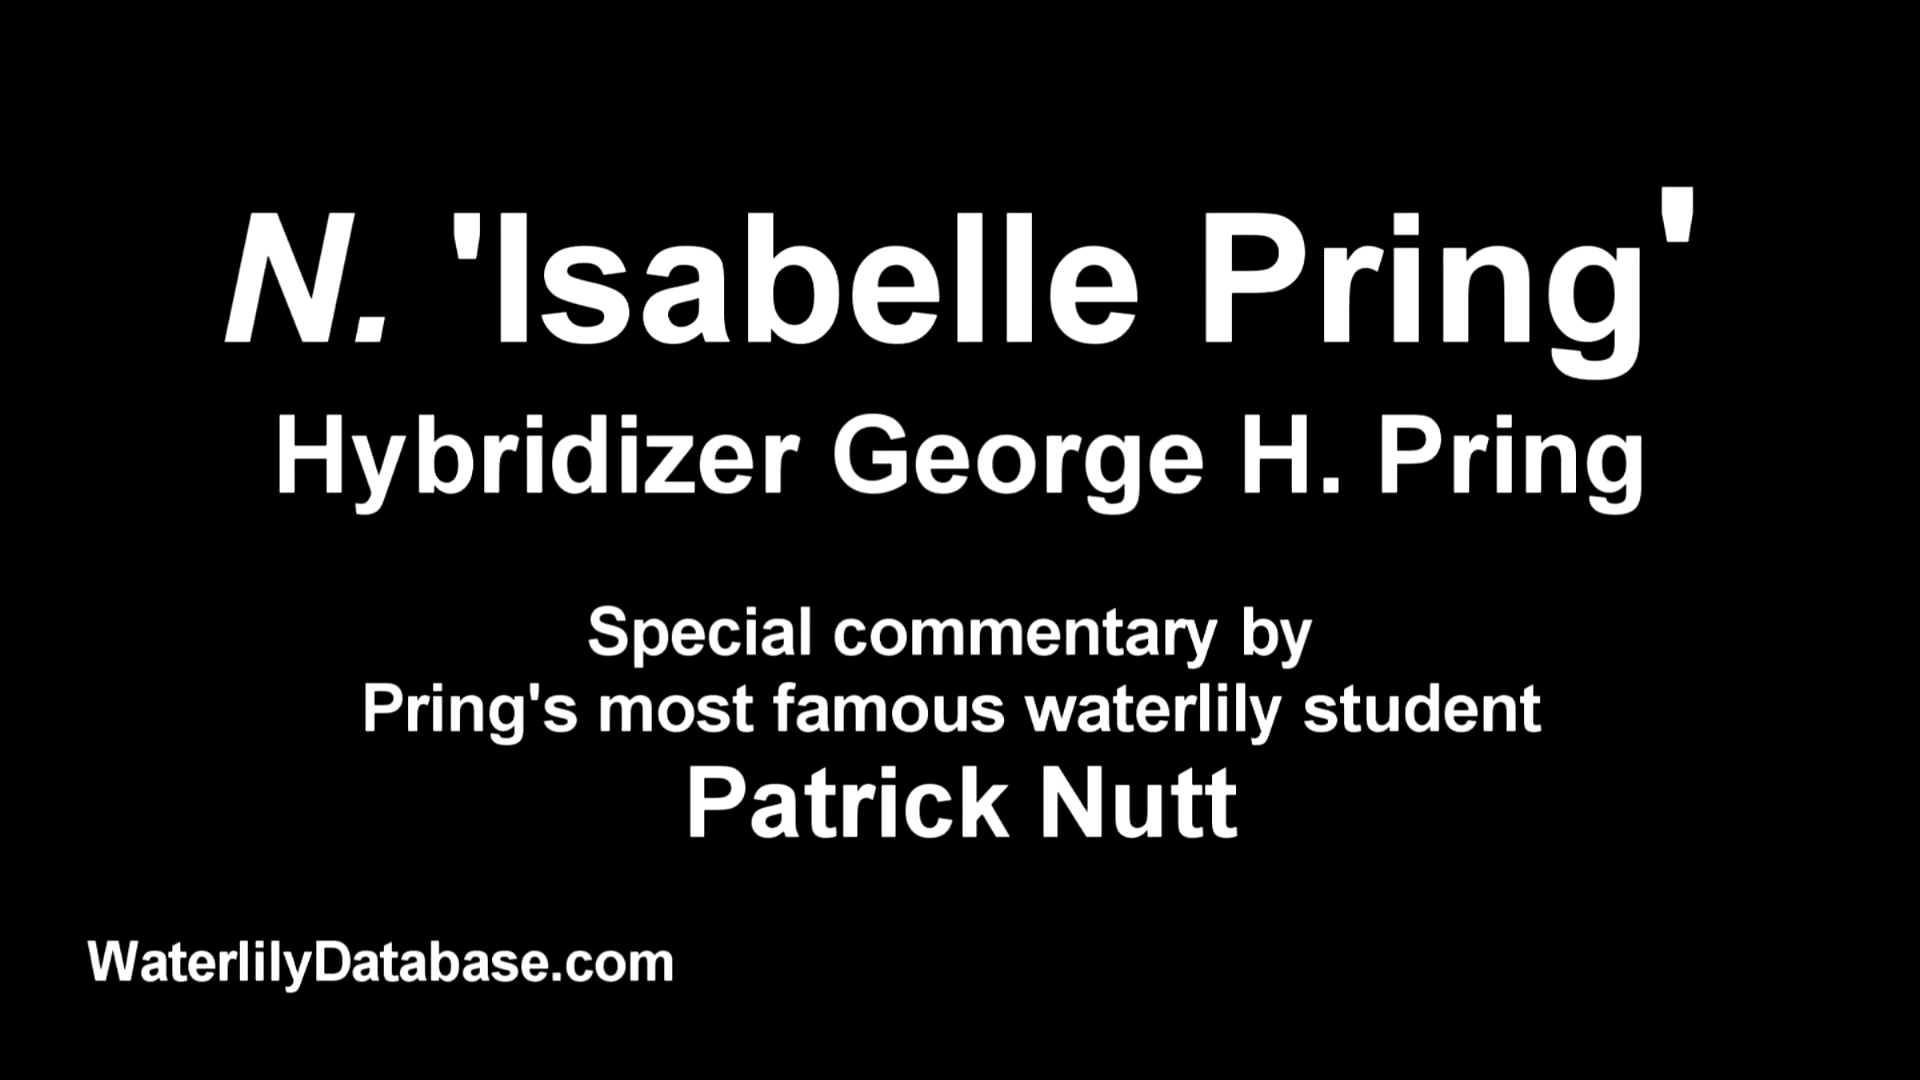 N. 'Isabelle Pring'
Hybridizer George H. Pring
Special commentary by
Pring's most famous waterlily student
Patrick Nutt
WaterlilyDatabase.com